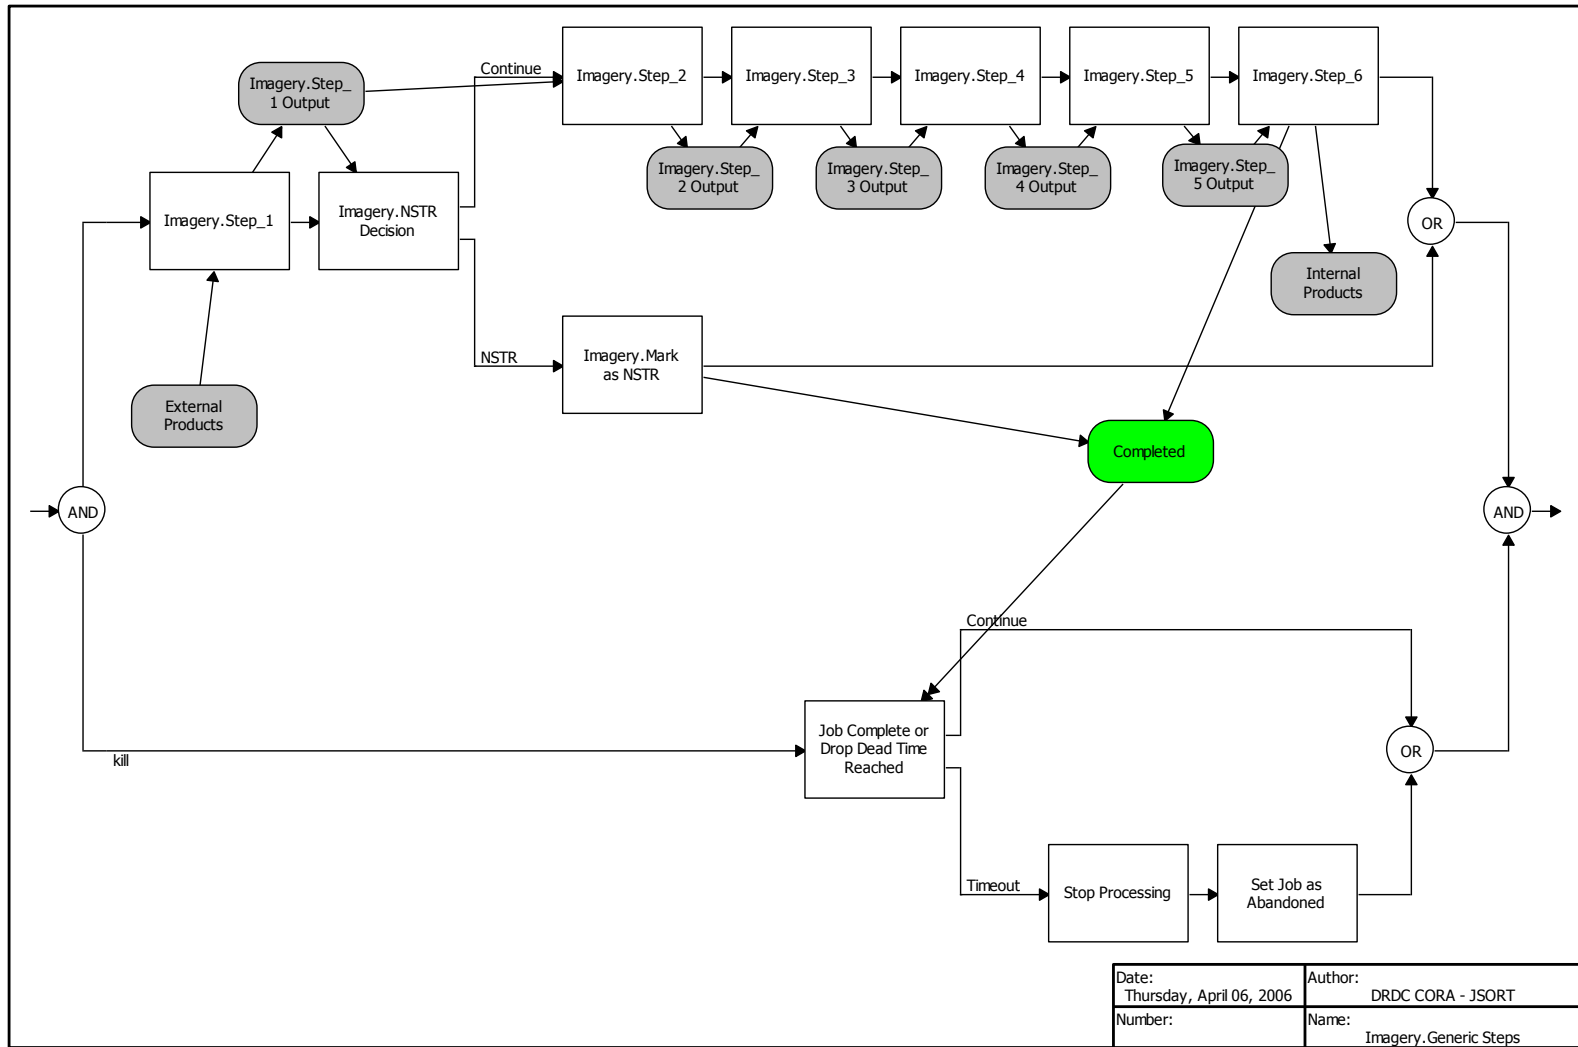 Continue
Imagery.Step_2
Imagery.Step_3
Imagery.Step_4
Imagery.Step_5
Imagery.Step_6
Imagery.Step_
1 Output
Imagery.Step_
2 Output
Imagery.Step_
3 Output
Imagery.Step_
4 Output
Imagery.Step_
5 Output
Imagery.Step_1
Imagery.NSTR
Decision
OR
Internal
Products
NSTR
Imagery.Mark
as NSTR
External
Products
Completed
AND
AND
Continue
kill
Job Complete or
Drop Dead Time
Reached
OR
Timeout
Stop Processing
Set Job as
Abandoned
Date:
Thursday, April 06, 2006
Author:
DRDC CORA - JSORT
Number:
Name:
Imagery.Generic Steps